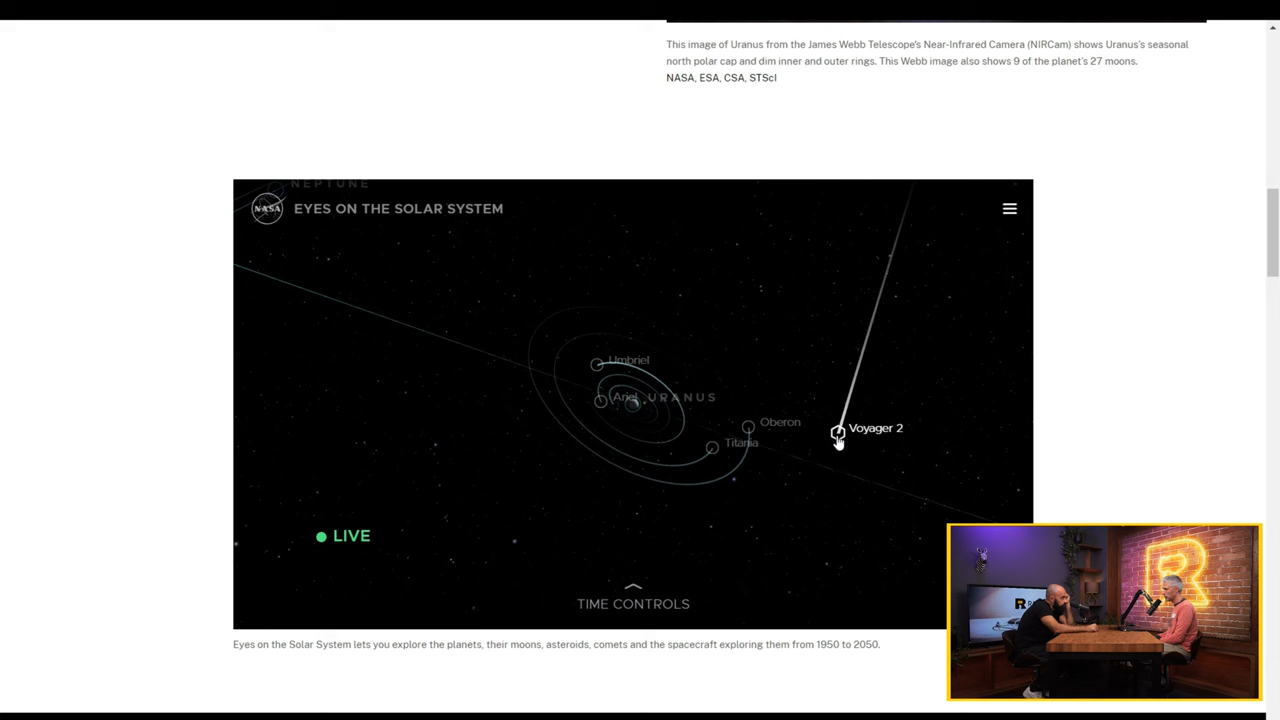 This image of Uranus from the James Webb Telescope's Near-Infrared Camera (NIRCam) shows Uranus's seasonal
north polar cap and dim inner and outer rings. This Webb image also shows 9 of the planet's 27 moons.
NASA, ESA, CSA, STScI
NEPTUNE
NASA
EYES ON THE SOLAR SYSTEM
Umbriel
Ariel
URANUS
Oberon
Voyager 2
Titania
LIVE
TIME CONTROLS
Eyes on the Solar System lets you explore the planets, their moons, asteroids, comets and the spacecraft exploring them from 1950 to 2050.
R
R